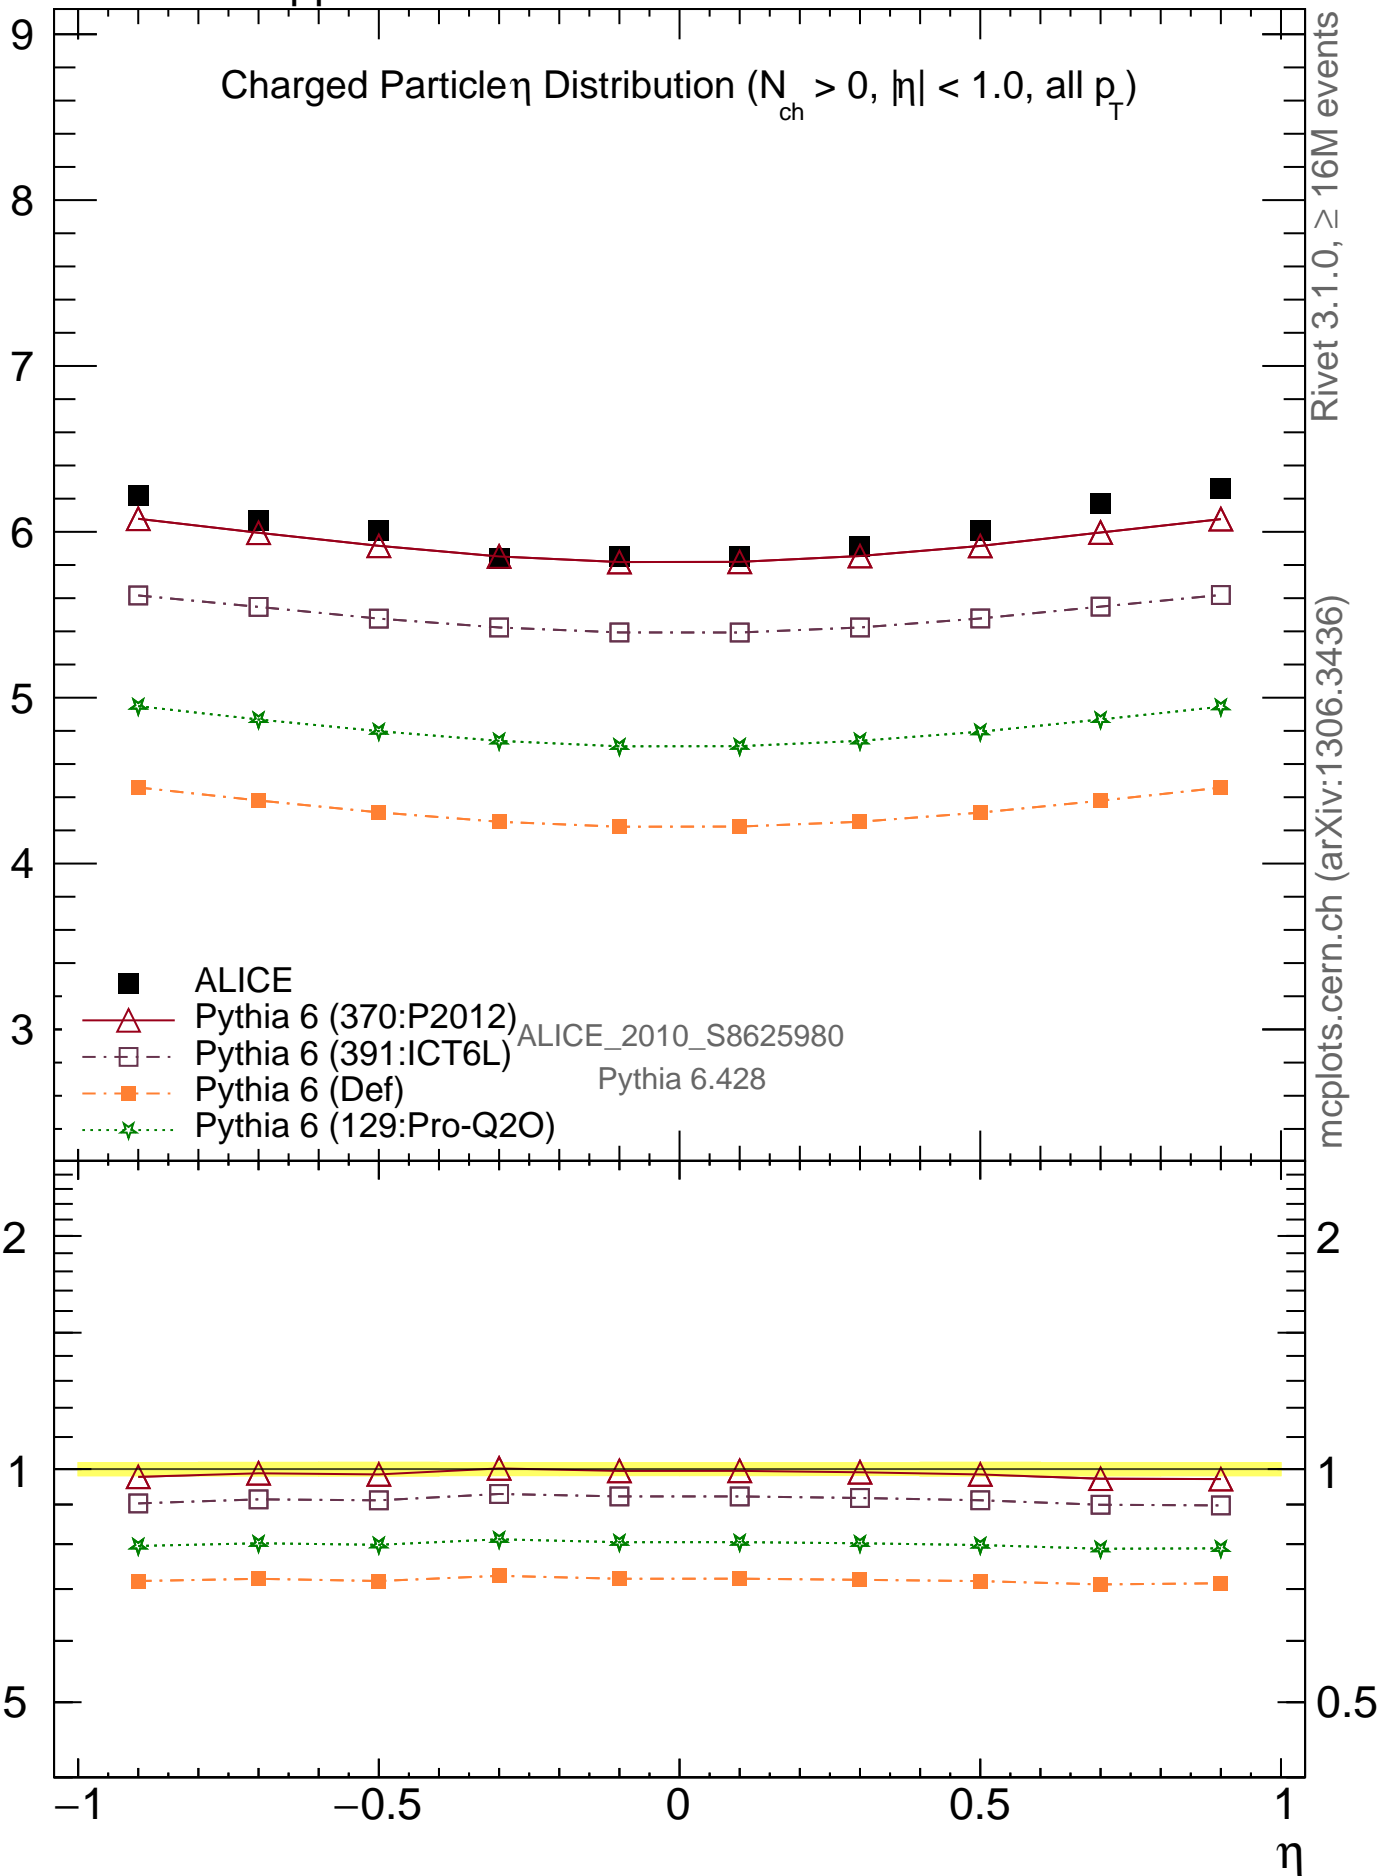 9
Charged Particle η Distribution (N_ch > 0, |η| < 1.0, all p_T)
8
7
6
5
4
3
ALICE
Pythia 6 (370:P2012)
Pythia 6 (391:ICT6L)
Pythia 6 (Def)
Pythia 6 (129:Pro-Q2O)
ALICE_2010_S8625980
Pythia 6.428
Rivet 3.1.0, ≥ 16M events
mcplots.cern.ch (arXiv:1306.3436)
2 2
1 1
5 0.5
−1 −0.5 0 0.5 1
η